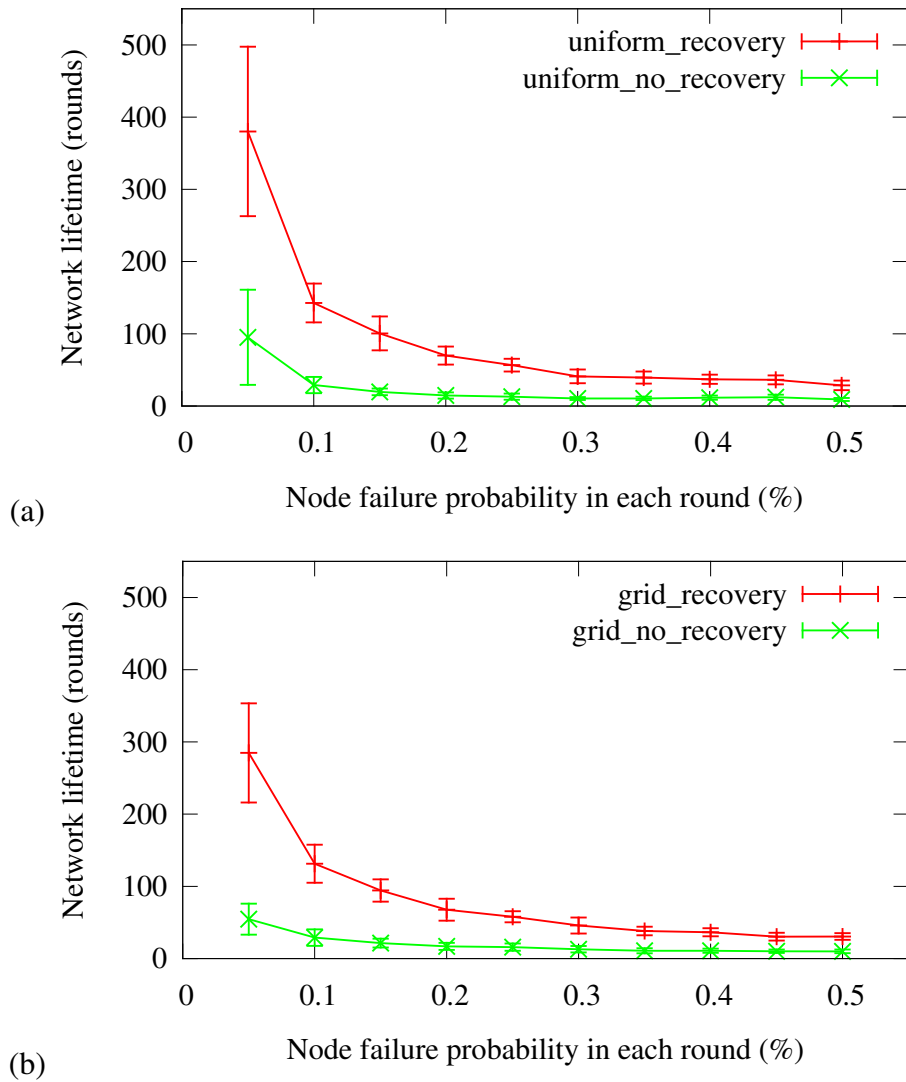 500
400
300
200
100
0
Network lifetime (rounds)
uniform_recovery
uniform_no_recovery
0 0.1 0.2 0.3 0.4 0.5
Node failure probability in each round (%)
(a)
500
400
300
200
100
0
Network lifetime (rounds)
grid_recovery
grid_no_recovery
0 0.1 0.2 0.3 0.4 0.5
Node failure probability in each round (%)
(b)